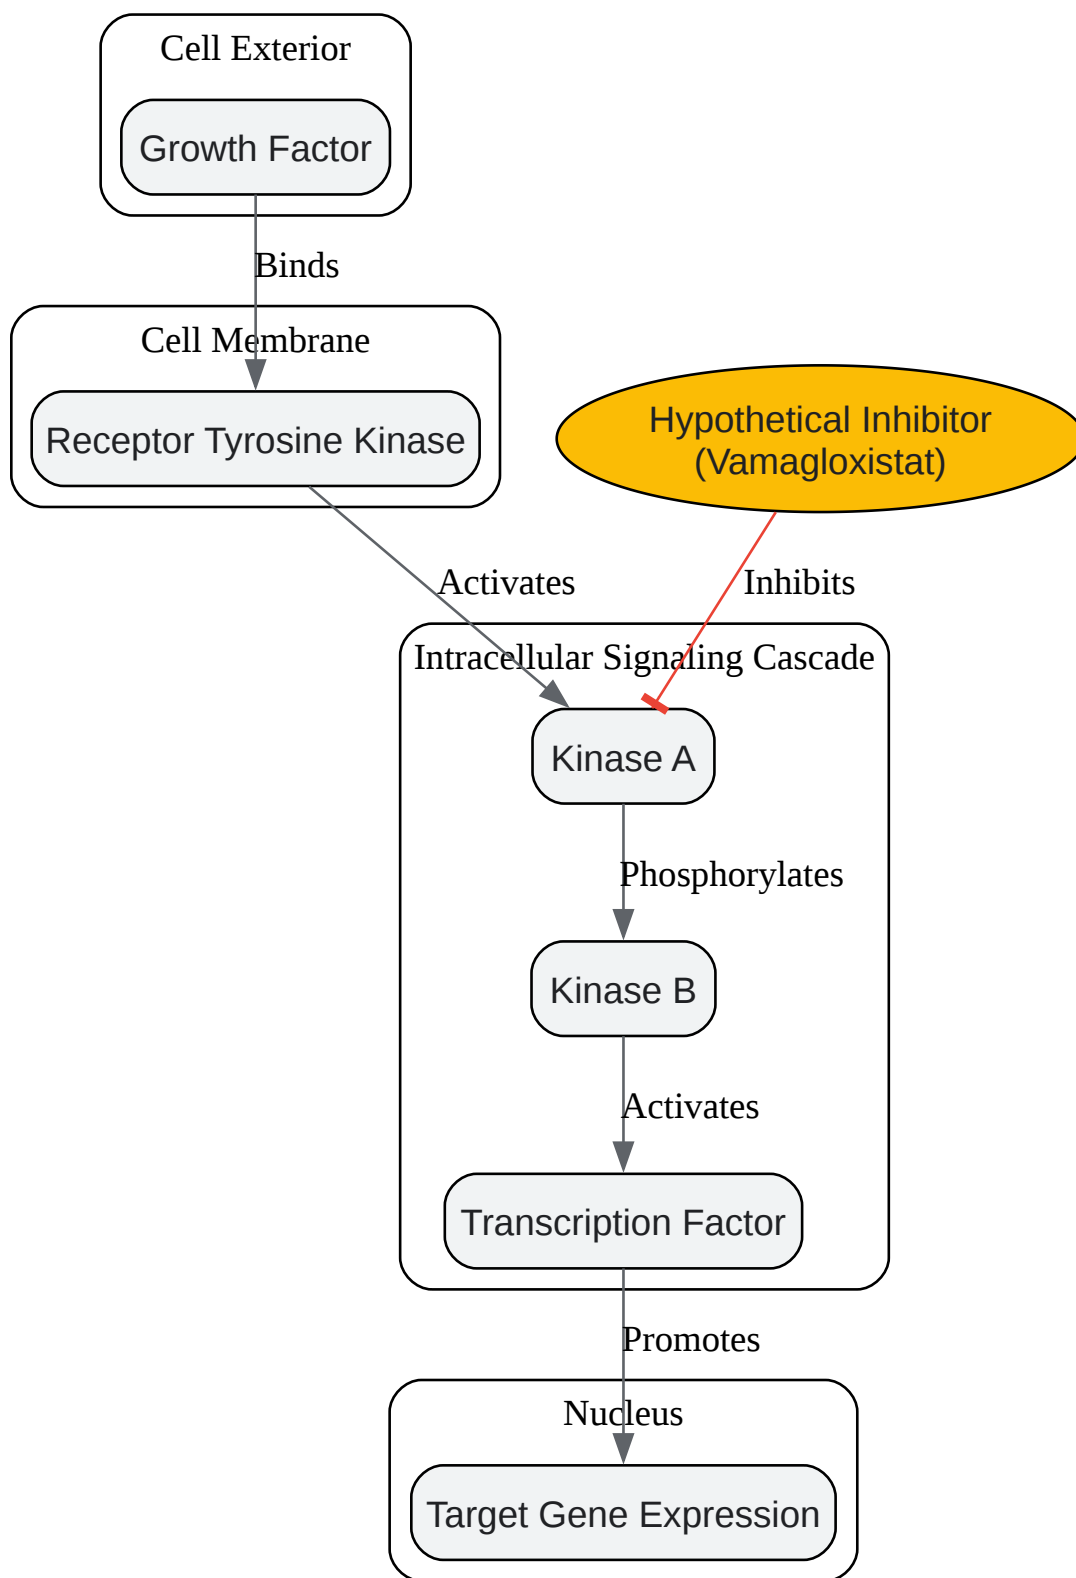 Cell Exterior
Growth Factor
Binds
Cell Membrane
Receptor Tyrosine Kinase
Hypothetical Inhibitor
(Vamagloxistat)
Activates
Inhibits
Intracellular Signaling Cascade
Kinase A
Phosphorylates
Kinase B
Activates
Transcription Factor
Promotes
Nucleus
Target Gene Expression